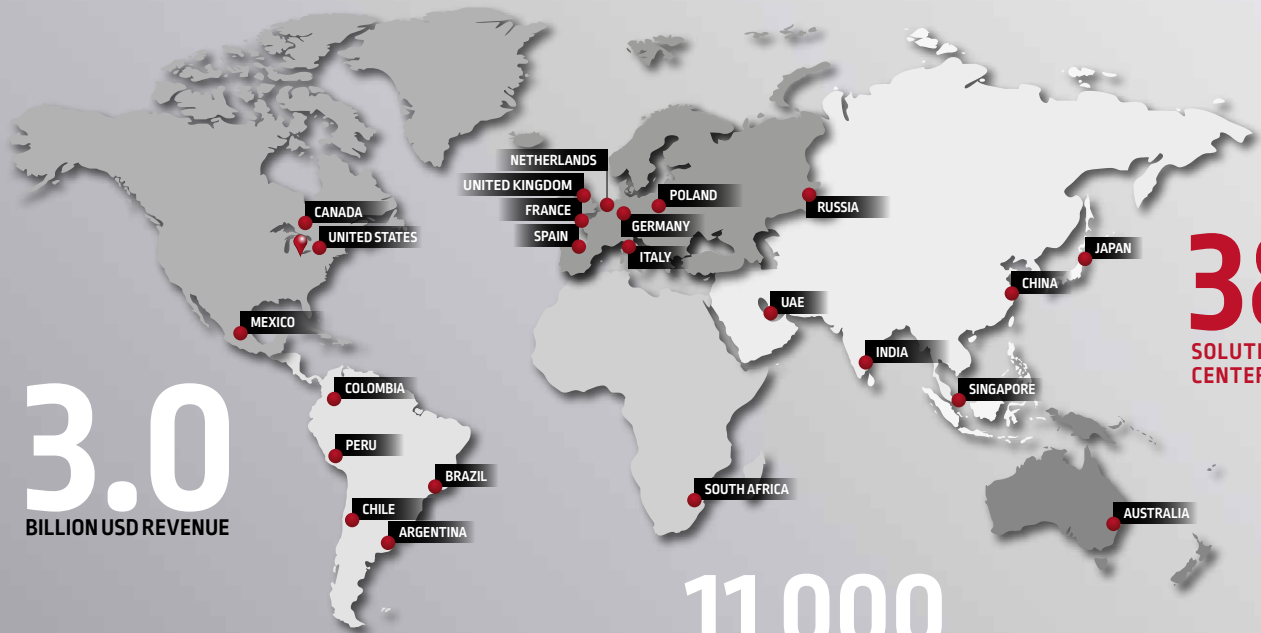 NETHERLANDS
UNITED KINGDOM
POLAND
FRANCE
RUSSIA
CANADA
GERMANY
UNITED STATES
SPAIN
ITALY
JAPAN
CHINA
UAE
MEXICO
INDIA
SINGAPORE
COLOMBIA
3.0
BILLION USD REVENUE
PERU
BRAZIL
SOUTH AFRICA
CHILE
AUSTRALIA
ARGENTINA
11 000